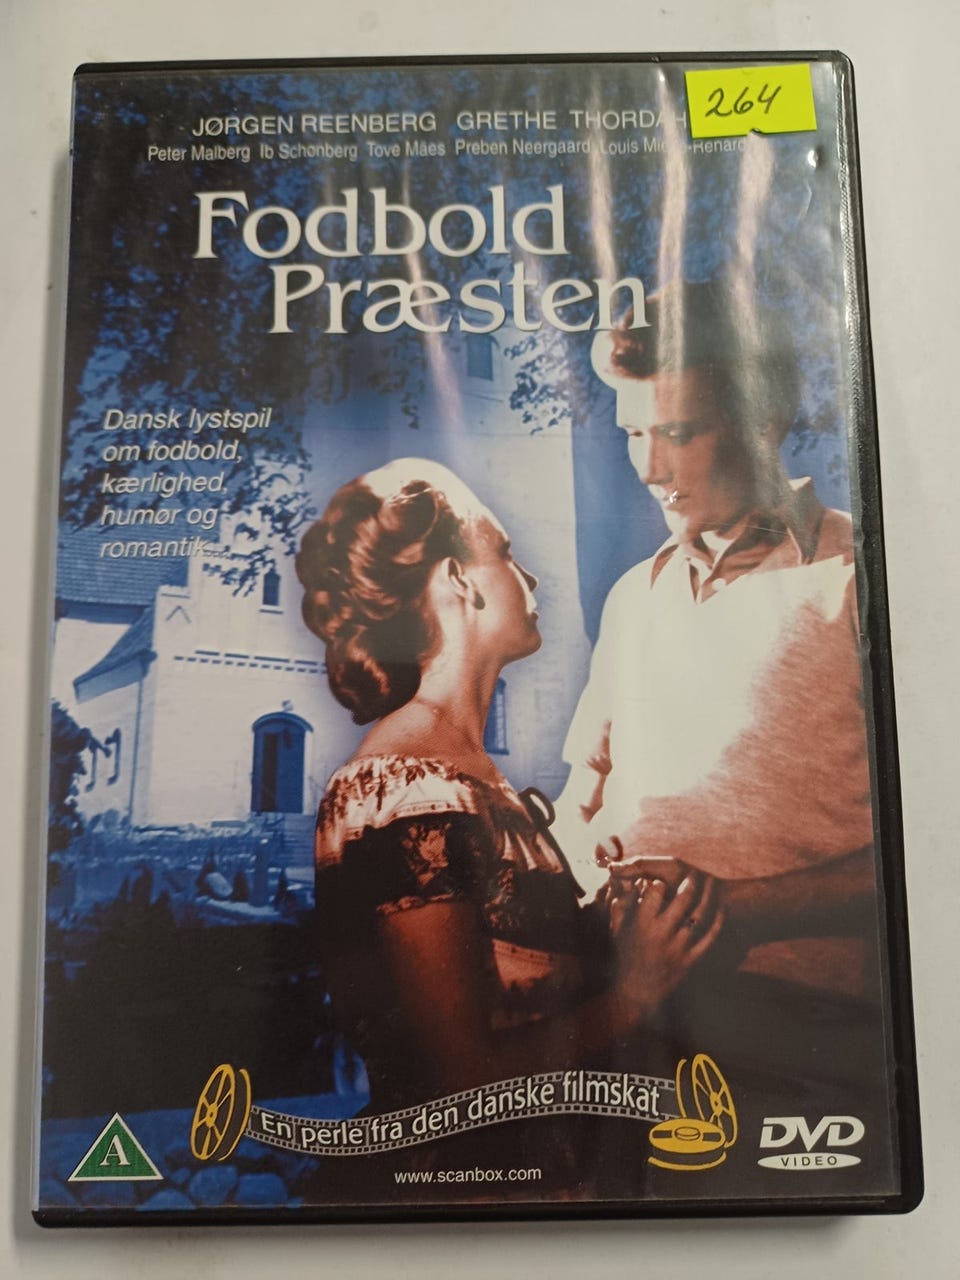 264
JØRGEN REENBERG GRETHE THORDAH
Peter Malberg Ib Schønberg Tove Maes Preben Neergaard Louis
Fodbold
Præsten
Dansk lystspil
om fodbold,
kærlighed,
humør og
romantik...
En perle fra den danske filmskat
A
www.scanbox.com
DVD
VIDEO